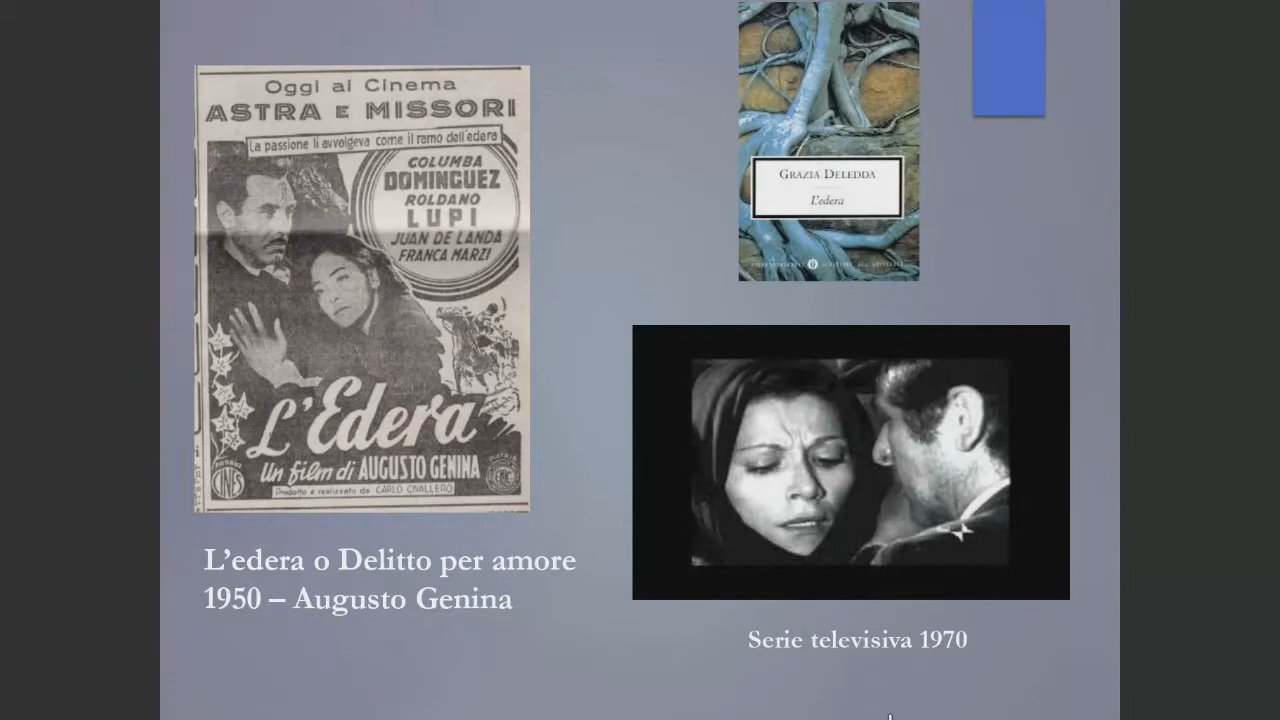 Oggi al Cinema
ASTRA E MISSORI
La passione li avvolgeva come il ramo dell'edera
COLUMBA
DOMINGUEZ
ROLDANO
LUPI
JUAN DE LANDA
FRANCA MARZI
L'Edera
Un film di AUGUSTO GENINA
CINES
Prodotto e realizzato da CARLO CIVALLERO
L'edera o Delitto per amore
1950 – Augusto Genina
GRAZIA DELEDDA
L'edera
Serie televisiva 1970